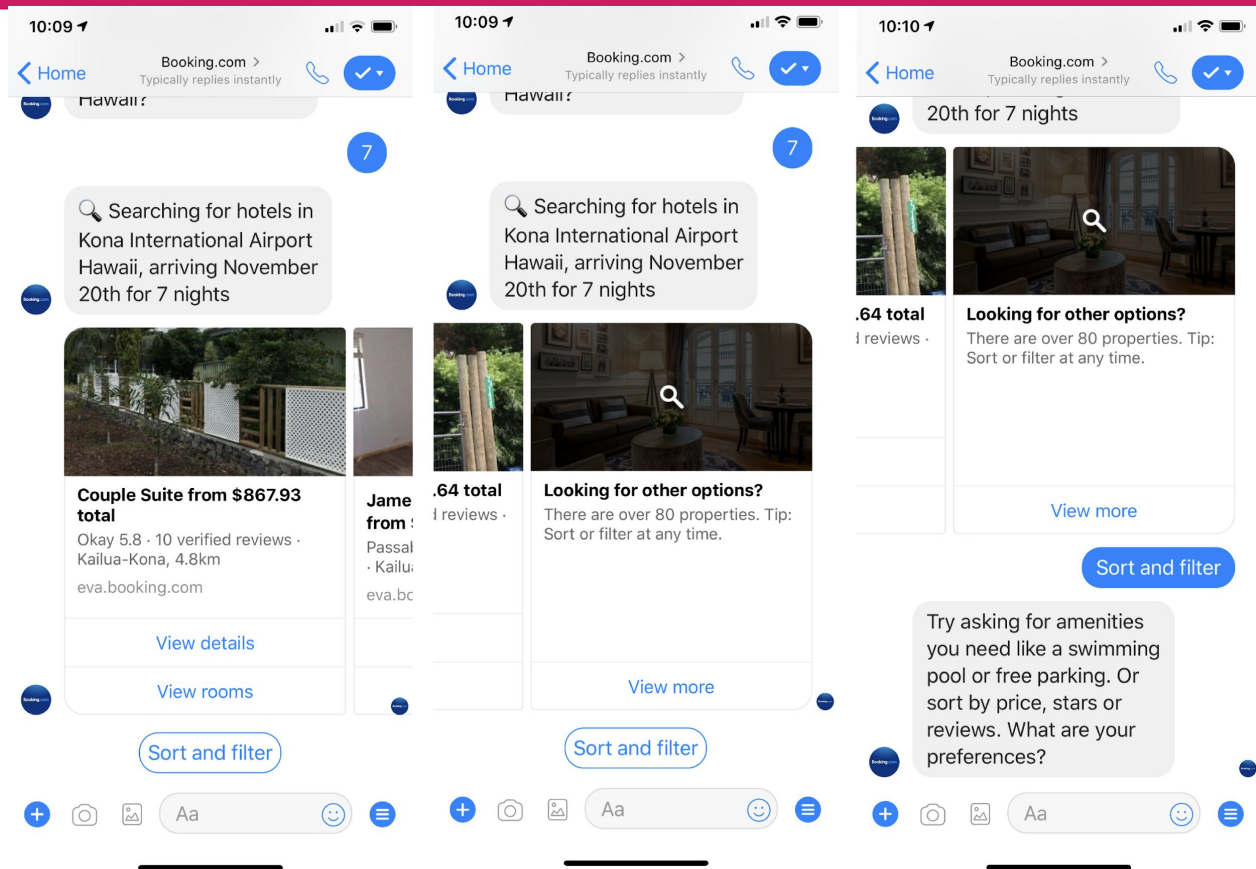 10:09
Home
Booking.com >
Typically replies instantly
Hawaii?
7
🔍 Searching for hotels in
Kona International Airport
Hawaii, arriving November
20th for 7 nights
Couple Suite from $867.93
total
Okay 5.8 · 10 verified reviews ·
Kailua-Kona, 4.8km
eva.booking.com
View details
View rooms
Jame
from
Passal
· Kailu
eva.bo
Sort and filter
Aa
10:09
Home
Booking.com >
Typically replies instantly
Hawaii?
7
🔍 Searching for hotels in
Kona International Airport
Hawaii, arriving November
20th for 7 nights
.64 total
reviews ·
Looking for other options?
There are over 80 properties. Tip:
Sort or filter at any time.
View more
Sort and filter
Aa
10:10
Home
Booking.com >
Typically replies instantly
20th for 7 nights
.64 total
reviews ·
Looking for other options?
There are over 80 properties. Tip:
Sort or filter at any time.
View more
Sort and filter
Try asking for amenities
you need like a swimming
pool or free parking. Or
sort by price, stars or
reviews. What are your
preferences?
Aa